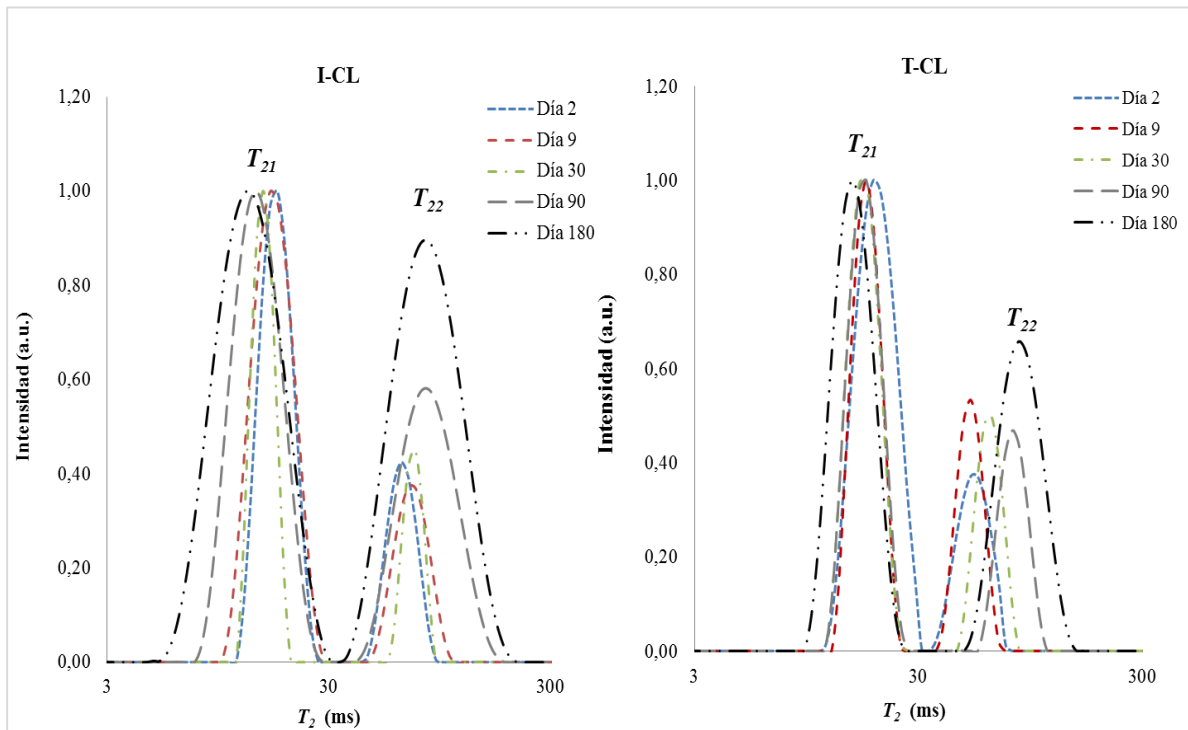 I-CL
1,20
1,00
0,80
0,60
0,40
0,20
0,00
Intensidad (a.u.)
T21
T22
Día 2
Día 9
Día 30
Día 90
Día 180
3
30
300
T2 (ms)
T-CL
1,20
1,00
0,80
0,60
0,40
0,20
0,00
Intensidad (a.u.)
T21
T22
Día 2
Día 9
Día 30
Día 90
Día 180
3
30
300
T2 (ms)